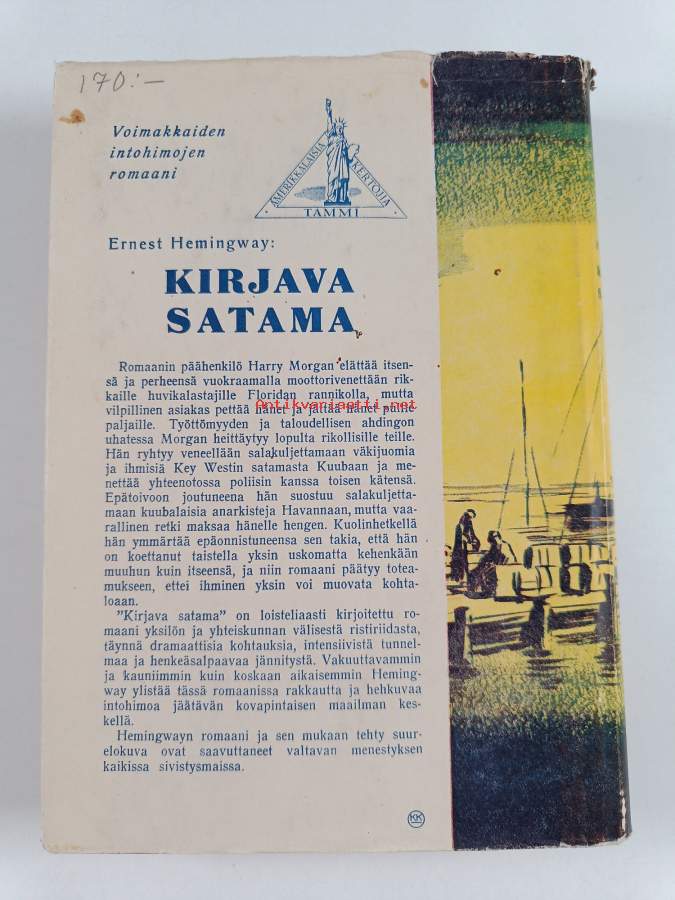 170:-
Voimakkaiden
intohimojen
romaani
AMERIKKALAISIA
KERTOJIA
· TAMMI ·
Ernest Hemingway:
KIRJAVA
SATAMA
Romaanin päähenkilö Harry Morgan elättää itsen-
sä ja perheensä vuokraamalla moottorivenettään rik-
kaille huvikalastajille Floridan rannikolla, mutta
vilpillinen asiakas pettää hänet ja jättää hänet puille
Antikvariaatti.net
paljaille. Työttömyyden ja taloudellisen ahdingon
uhatessa Morgan heittäytyy lopulta rikollisille teille.
Hän ryhtyy veneellään salakuljettamaan väkijuomia
ja ihmisiä Key Westin satamasta Kuubaan ja me-
nettää yhteenotossa poliisin kanssa toisen kätensä.
Epätoivoon joutuneena hän suostuu salakuljetta-
maan kuubalaisia anarkisteja Havannaan, mutta vaa-
rallinen retki maksaa hänelle hengen. Kuolinhetkellä
hän ymmärtää epäonnistuneensa sen takia, että hän
on koettanut taistella yksin uskomatta kehenkään
muuhun kuin itseensä, ja niin romaani päätyy totea-
mukseen, ettei ihminen yksin voi muovata kohta-
loaan.
"Kirjava satama" on loisteliaasti kirjoitettu ro-
maani yksilön ja yhteiskunnan välisestä ristiriidasta,
täynnä dramaattisia kohtauksia, intensiivistä tunnel-
maa ja henkeäsalpaavaa jännitystä. Vakuuttavammin
ja kauniimmin kuin koskaan aikaisemmin Heming-
way ylistää tässä romaanissa rakkautta ja hehkuvaa
intohimoa jäätävän kovapintaisen maailman kes-
kellä.
Hemingwayn romaani ja sen mukaan tehty suur-
elokuva ovat saavuttaneet valtavan menestyksen
kaikissa sivistysmaissa.
KK